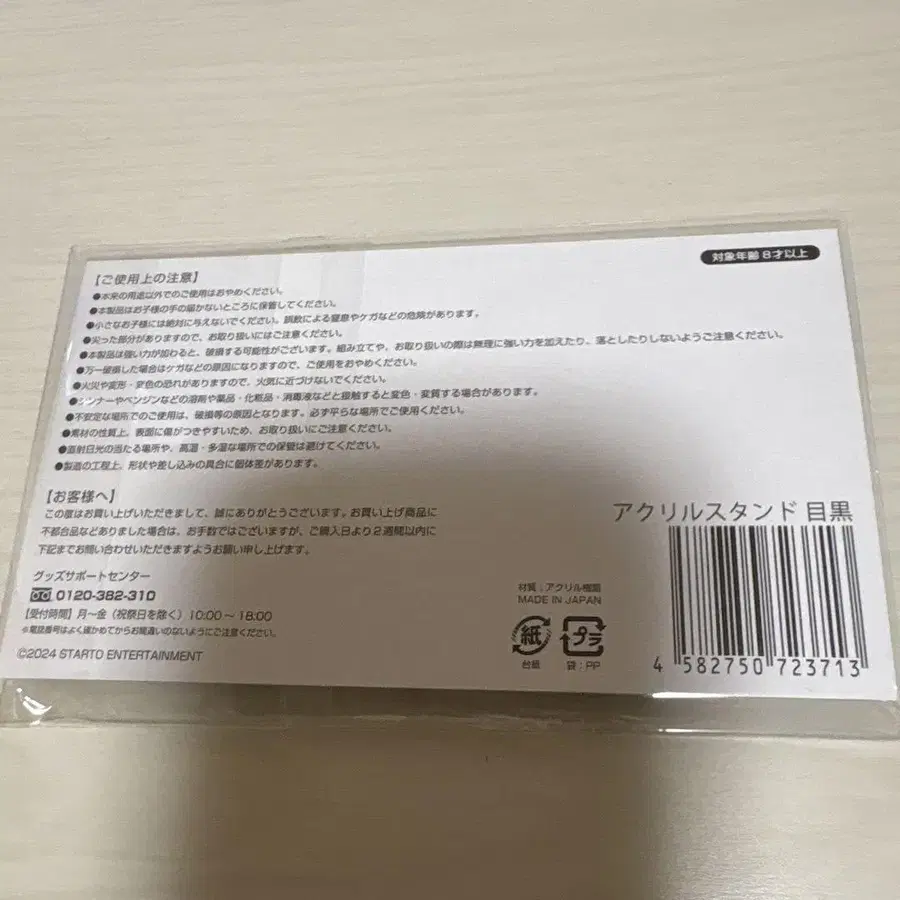 対象年齢8才以上
【ご使用上の注意】
●本来の用途以外でのご使用はおやめください。
●本製品はお子様の手の届かないところに保管してください。
●小さなお子様には絶対に与えないでください。誤飲による窒息やケガなどの危険があります。
●尖った部分がありますので、お取り扱いにはご注意ください。
●本製品は強い力が加わると、破損する可能性がございます。組み立てや、お取り扱いの際は無理に強い力を加えたり、落としたりしないようご注意ください。
●万一破損した場合はケガなどの原因になりますので、ご使用をおやめください。
●火災や変形・変色の恐れがありますので、火気に近づけないでください。
●シンナーやベンジンなどの溶剤や薬品・化粧品・消毒液などと接触すると変色・変質する場合があります。
●不安定な場所でのご使用は、破損等の原因となります。必ず平らな場所でご使用ください。
●素材の性質上、表面に傷がつきやすいため、お取り扱いにご注意ください。
●直射日光の当たる場所や、高温・多湿な場所での保管は避けてください。
●製造の工程上、形状や差し込みの具合に個体差があります。
【お客様へ】
この度はお買い上げいただきまして、誠にありがとうございます。お買い上げ商品に
不都合品などありました場合は、お手数ではございますが、ご購入日より2週間以内に
下記までお問い合わせいただきますようお願い申し上げます。
グッズサポートセンター
0120-382-310
【受付時間】月〜金(祝祭日を除く)10:00〜18:00
※電話番号はよく確かめてからお間違いのないようにご注意ください。
©2024 STARTO ENTERTAINMENT
アクリルスタンド 目黒
材質:アクリル樹脂
MADE IN JAPAN
紙
プラ
台紙
袋:PP
4 582750 723713